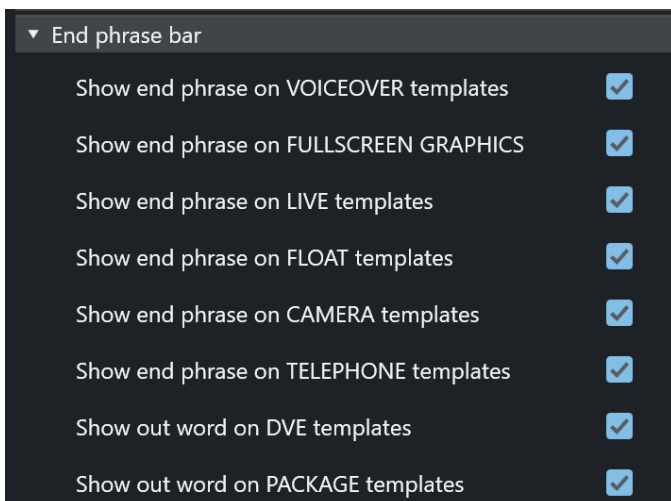 End phrase bar
Show end phrase on VOICEOVER templates
Show end phrase on FULLSCREEN GRAPHICS
Show end phrase on LIVE templates
Show end phrase on FLOAT templates
Show end phrase on CAMERA templates
Show end phrase on TELEPHONE templates
Show out word on DVE templates
Show out word on PACKAGE templates